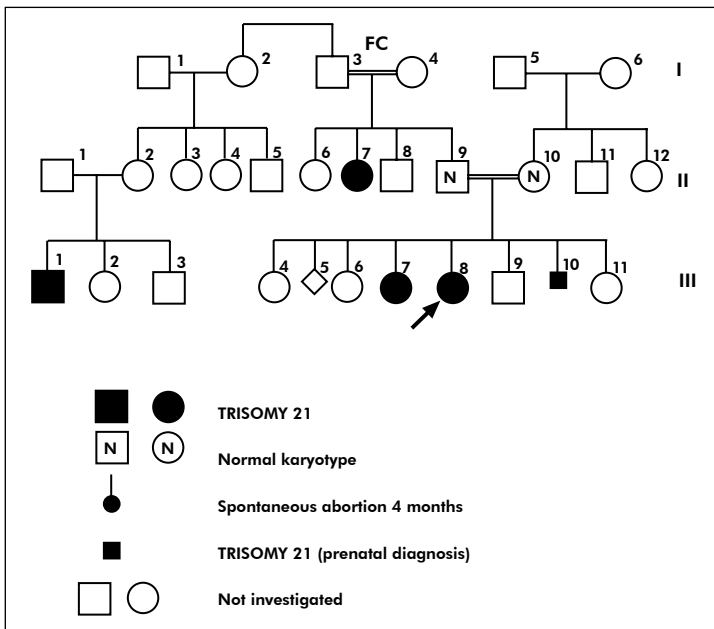 FC
1 2 3 4 5 6 I
1 2 3 4 5 6 7 8 9 10 11 12
N N II
1 2 3 4 5 6 7 8 9 10 11
III
TRISOMY 21
N N Normal karyotype
Spontaneous abortion 4 months
TRISOMY 21 (prenatal diagnosis)
Not investigated